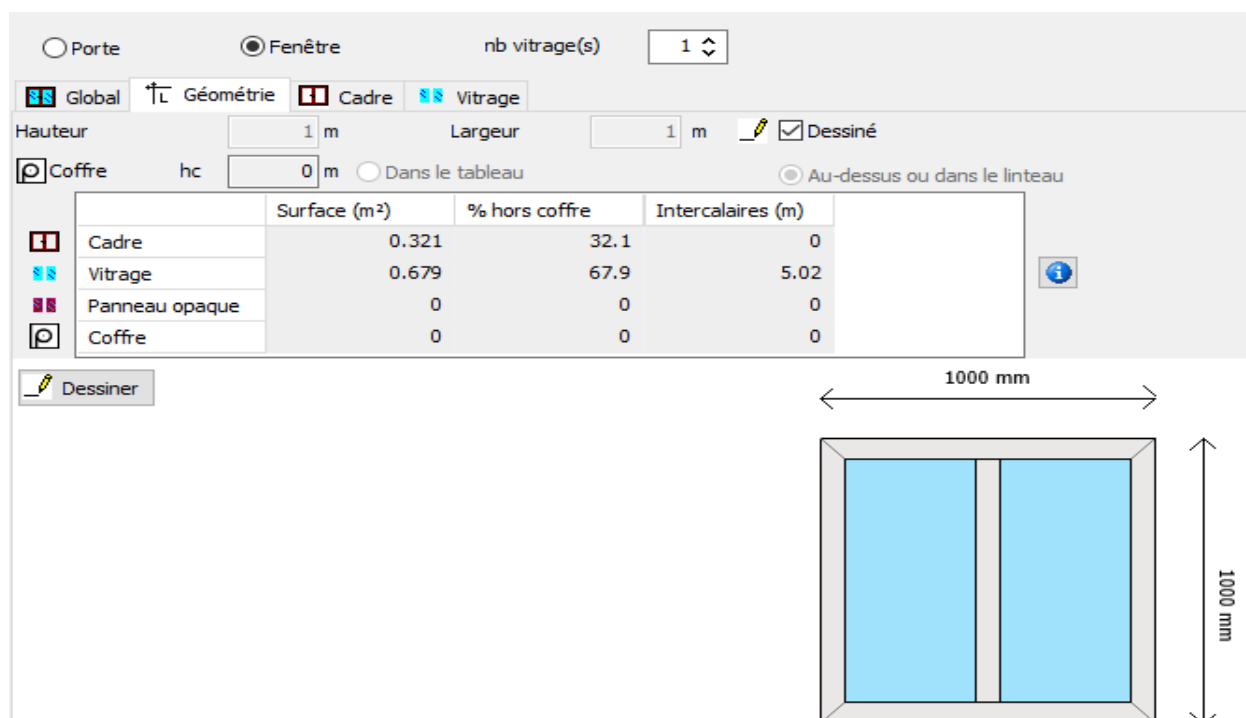 Porte Fenêtre nb vitrage(s) 1
Global Géométrie Cadre Vitrage
Hauteur 1 m Largeur 1 m Dessiné
Coffre hc 0 m Dans le tableau Au-dessus ou dans le linteau
Surface (m²) % hors coffre Intercalaires (m)
Cadre 0.321 32.1 0
Vitrage 0.679 67.9 5.02
Panneau opaque 0 0 0
Coffre 0 0 0
Dessiner
1000 mm
1000 mm